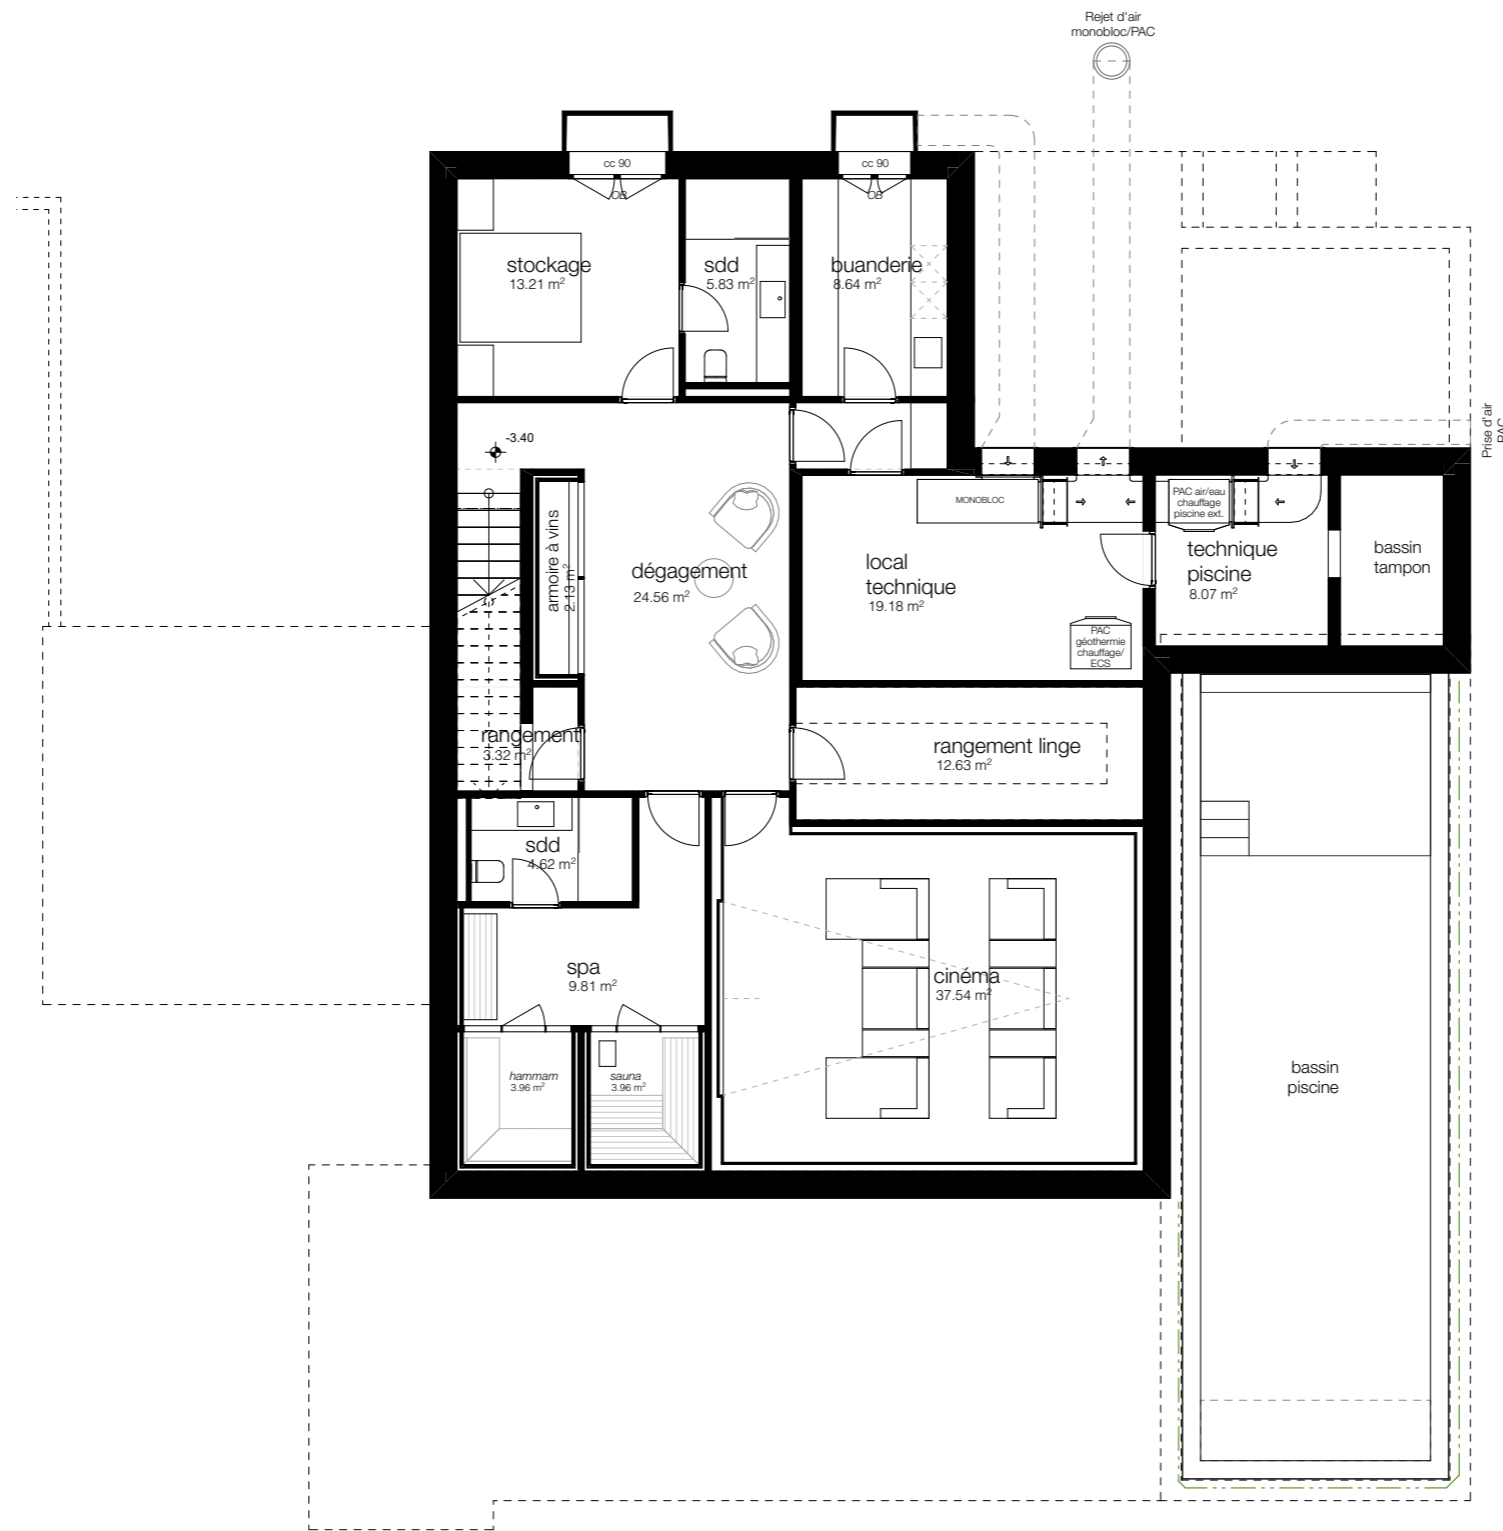 Rejet d'air
monobloc/PAC
cc 90
OB
cc 90
OB
stockage
13.21 m²
sdd
5.83 m²
buanderie
8.64 m²
-3.40
Prise d'air
PAC
MONOBLOC
PAC air/eau
chauffage
piscine ext.
armoire à vins
2.13 m²
dégagement
24.56 m²
local
technique
19.18 m²
technique
piscine
8.07 m²
bassin
tampon
PAC
géothermie
chauffage/
ECS
rangement
3.32 m²
rangement linge
12.63 m²
sdd
4.62 m²
spa
9.81 m²
cinéma
37.54 m²
hammam
3.96 m²
sauna
3.96 m²
bassin
piscine